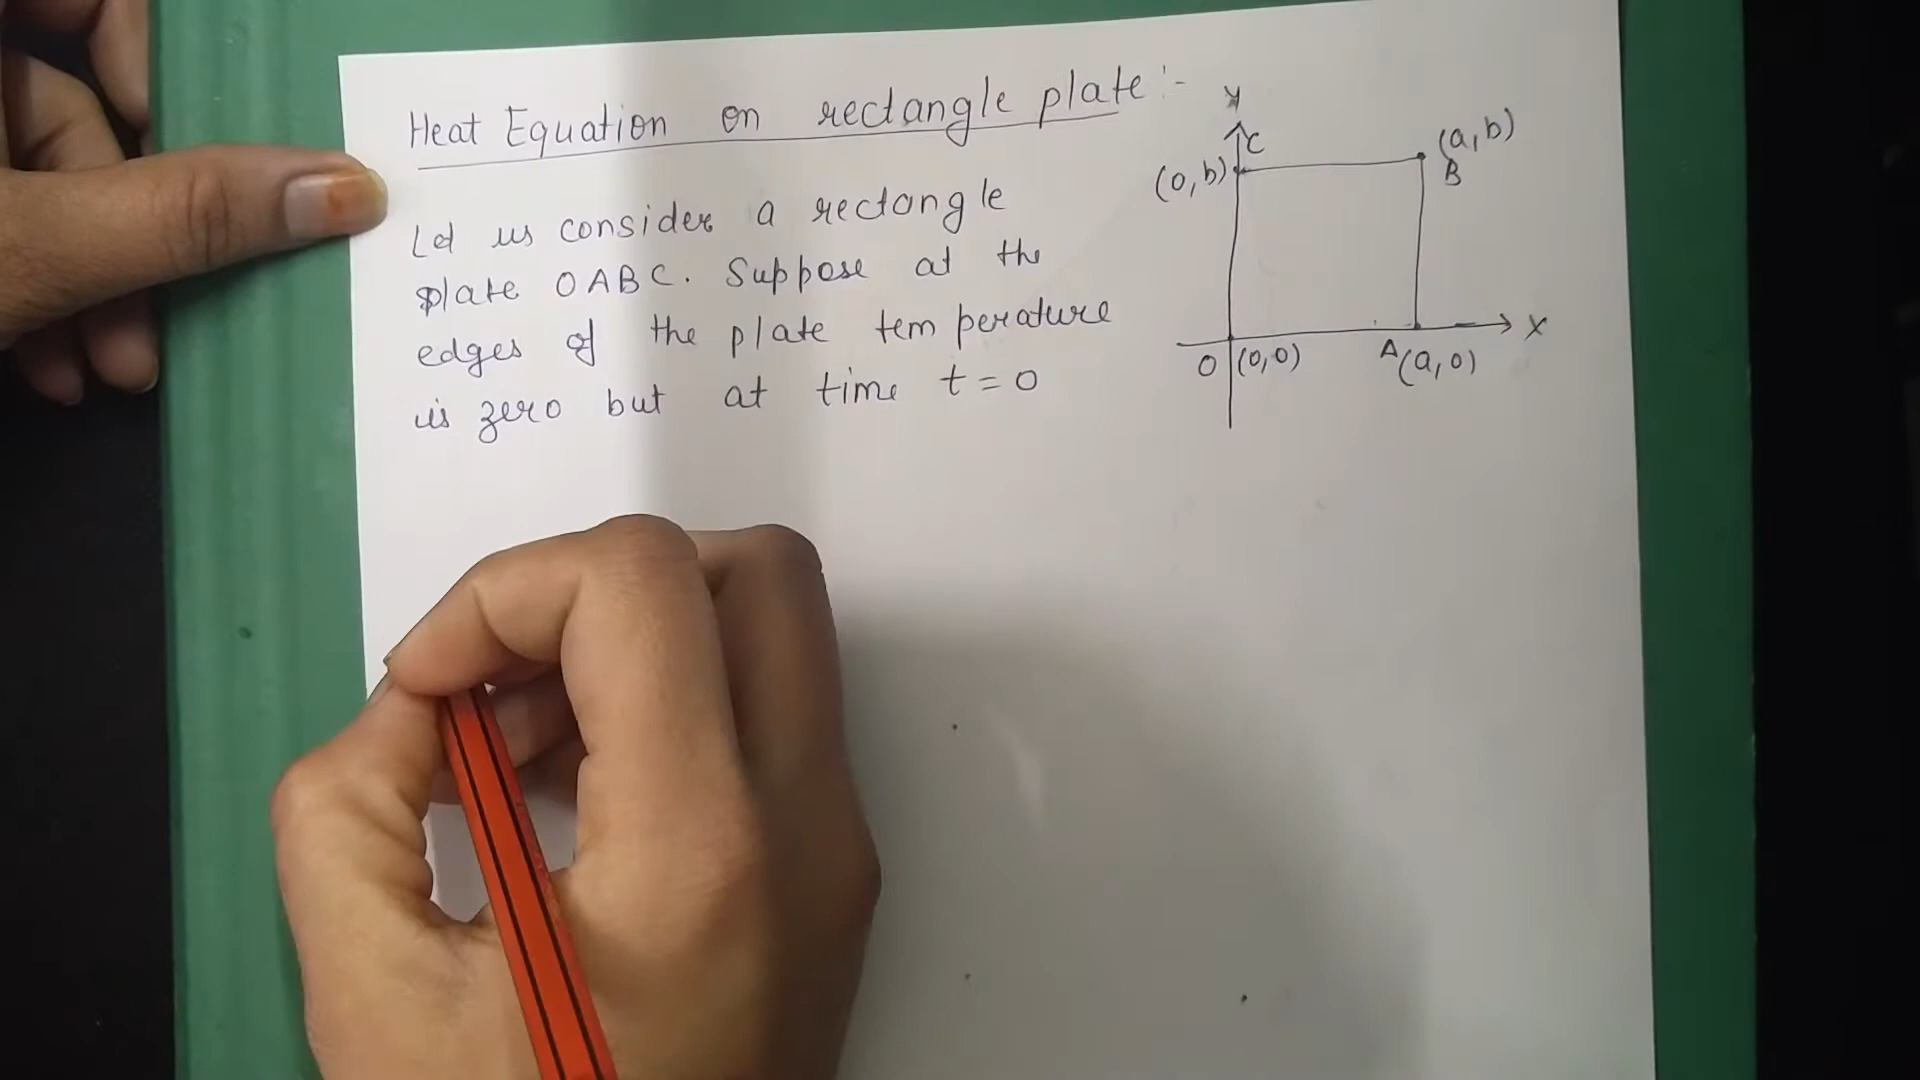 Heat Equation on rectangle plate :-
Let us consider a rectangle
plate OABC. Suppose at the
edges of the plate temperature
is zero but at time t = 0
Y
C
(0,b)
(a,b)
B
X
O (0,0)
A (a,0)